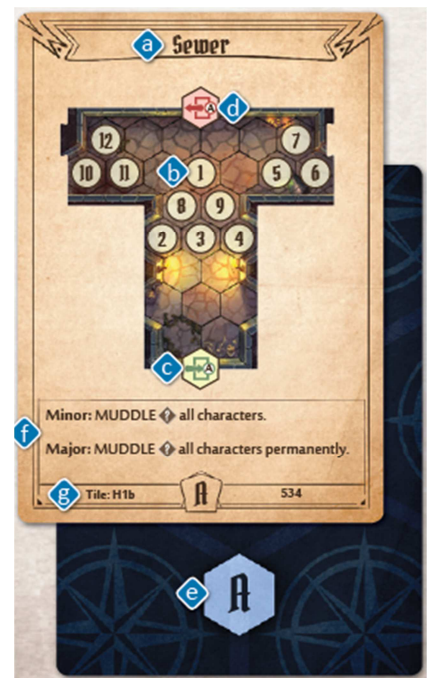 a Sewer
A d
12 7
10 11 b 1 5 6
8 9
2 3 4
c A
Minor: MUDDLE ? all characters.
f
Major: MUDDLE ? all characters permanently.
g Tile: H1b A 534
e A